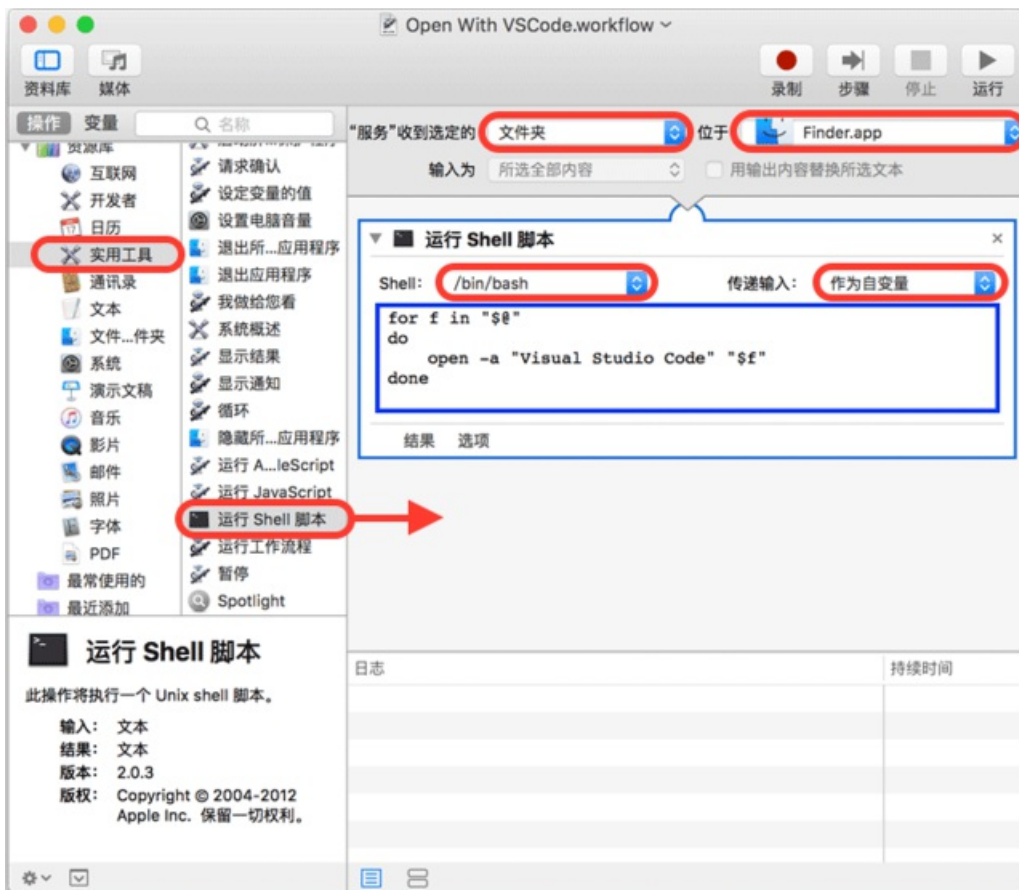 Open With VSCode.workflow
资料库 媒体 录制 步骤 停止 运行
操作 变量 名称
资源库
互联网
开发者
日历
实用工具
通讯录
文本
文件...件夹
系统
演示文稿
音乐
影片
邮件
照片
字体
PDF
最常使用的
最近添加
请求确认
设定变量的值
设置电脑音量
退出所...应用程序
退出应用程序
我做给您看
系统概述
显示结果
显示通知
循环
隐藏所...应用程序
运行 A...leScript
运行 JavaScript
运行 Shell 脚本
运行工作流程
暂停
Spotlight
运行 Shell 脚本
此操作将执行一个 Unix shell 脚本。
输入： 文本
结果： 文本
版本： 2.0.3
版权： Copyright © 2004-2012
Apple Inc. 保留一切权利。
“服务”收到选定的 文件夹 位于 Finder.app
输入为 所选全部内容 用输出内容替换所选文本
运行 Shell 脚本
Shell: /bin/bash 传递输入： 作为自变量
for f in "$@"
do
    open -a "Visual Studio Code" "$f"
done
结果 选项
日志 持续时间